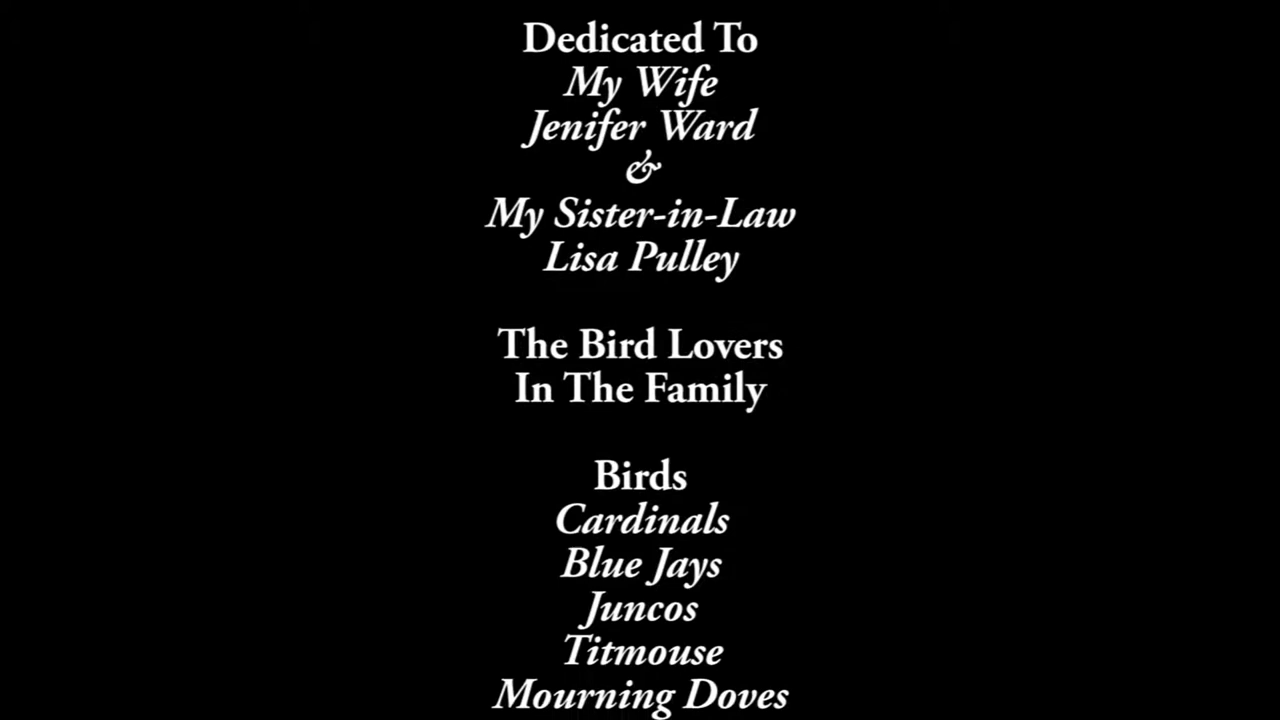 Dedicated To
My Wife
Jenifer Ward
&
My Sister-in-Law
Lisa Pulley
The Bird Lovers
In The Family
Birds
Cardinals
Blue Jays
Juncos
Titmouse
Mourning Doves